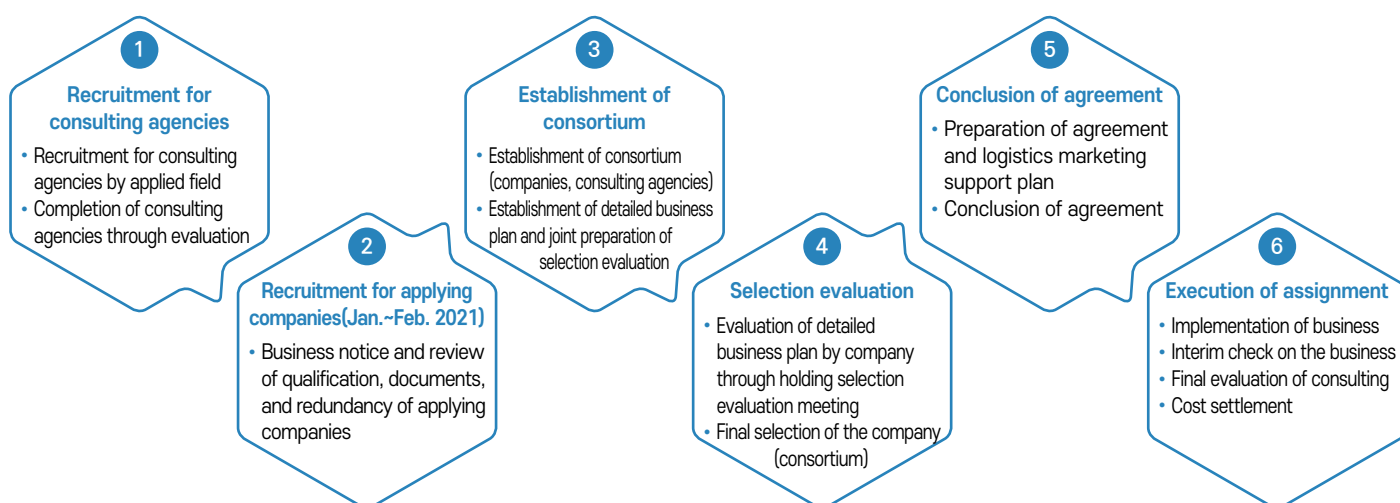 1
Recruitment for
consulting agencies
• Recruitment for consulting
agencies by applied field
• Completion of consulting
agencies through evaluation
2
Recruitment for applying
companies(Jan.~Feb. 2021)
• Business notice and review
of qualification, documents,
and redundancy of applying
companies
3
Establishment of
consortium
• Establishment of consortium
(companies, consulting agencies)
• Establishment of detailed business
plan and joint preparation of
selection evaluation
4
Selection evaluation
• Evaluation of detailed
business plan by company
through holding selection
evaluation meeting
• Final selection of the company
(consortium)
5
Conclusion of agreement
• Preparation of agreement
and logistics marketing
support plan
• Conclusion of agreement
6
Execution of assignment
• Implementation of business
• Interim check on the business
• Final evaluation of consulting
• Cost settlement